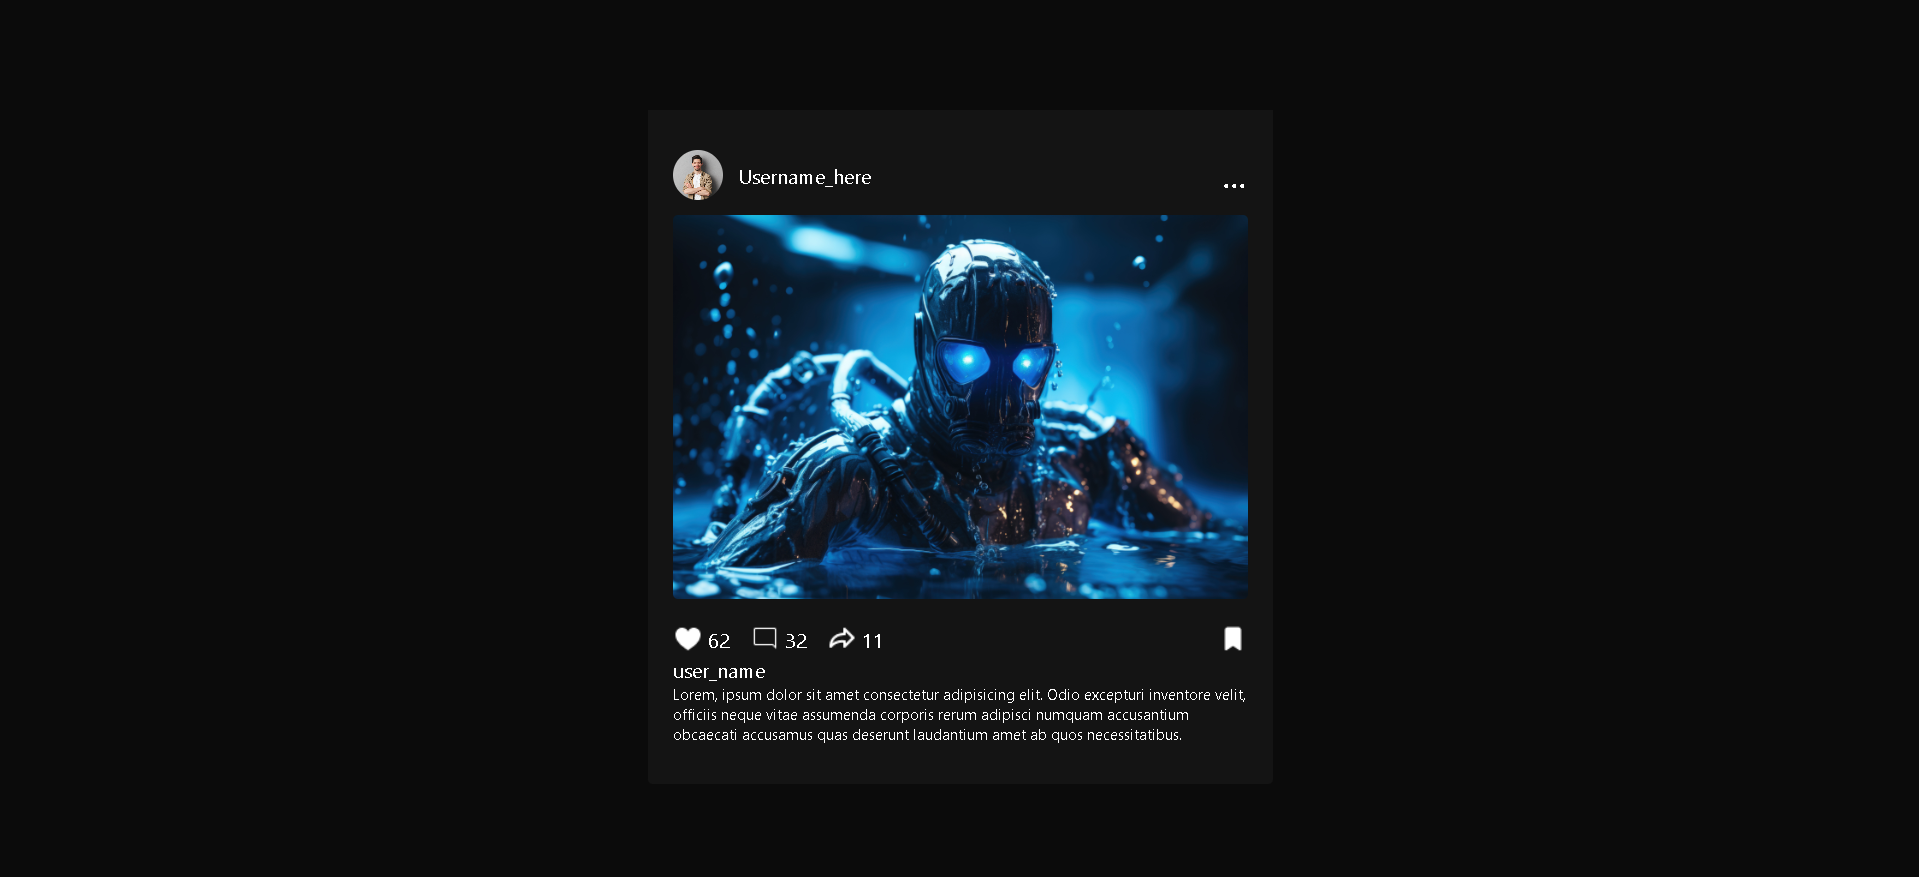 Username_here
62 32 11
user_name
Lorem, ipsum dolor sit amet consectetur adipisicing elit. Odio excepturi inventore velit,
officiis neque vitae assumenda corporis rerum adipisci numquam accusantium
obcaecati accusamus quas deserunt laudantium amet ab quos necessitatibus.